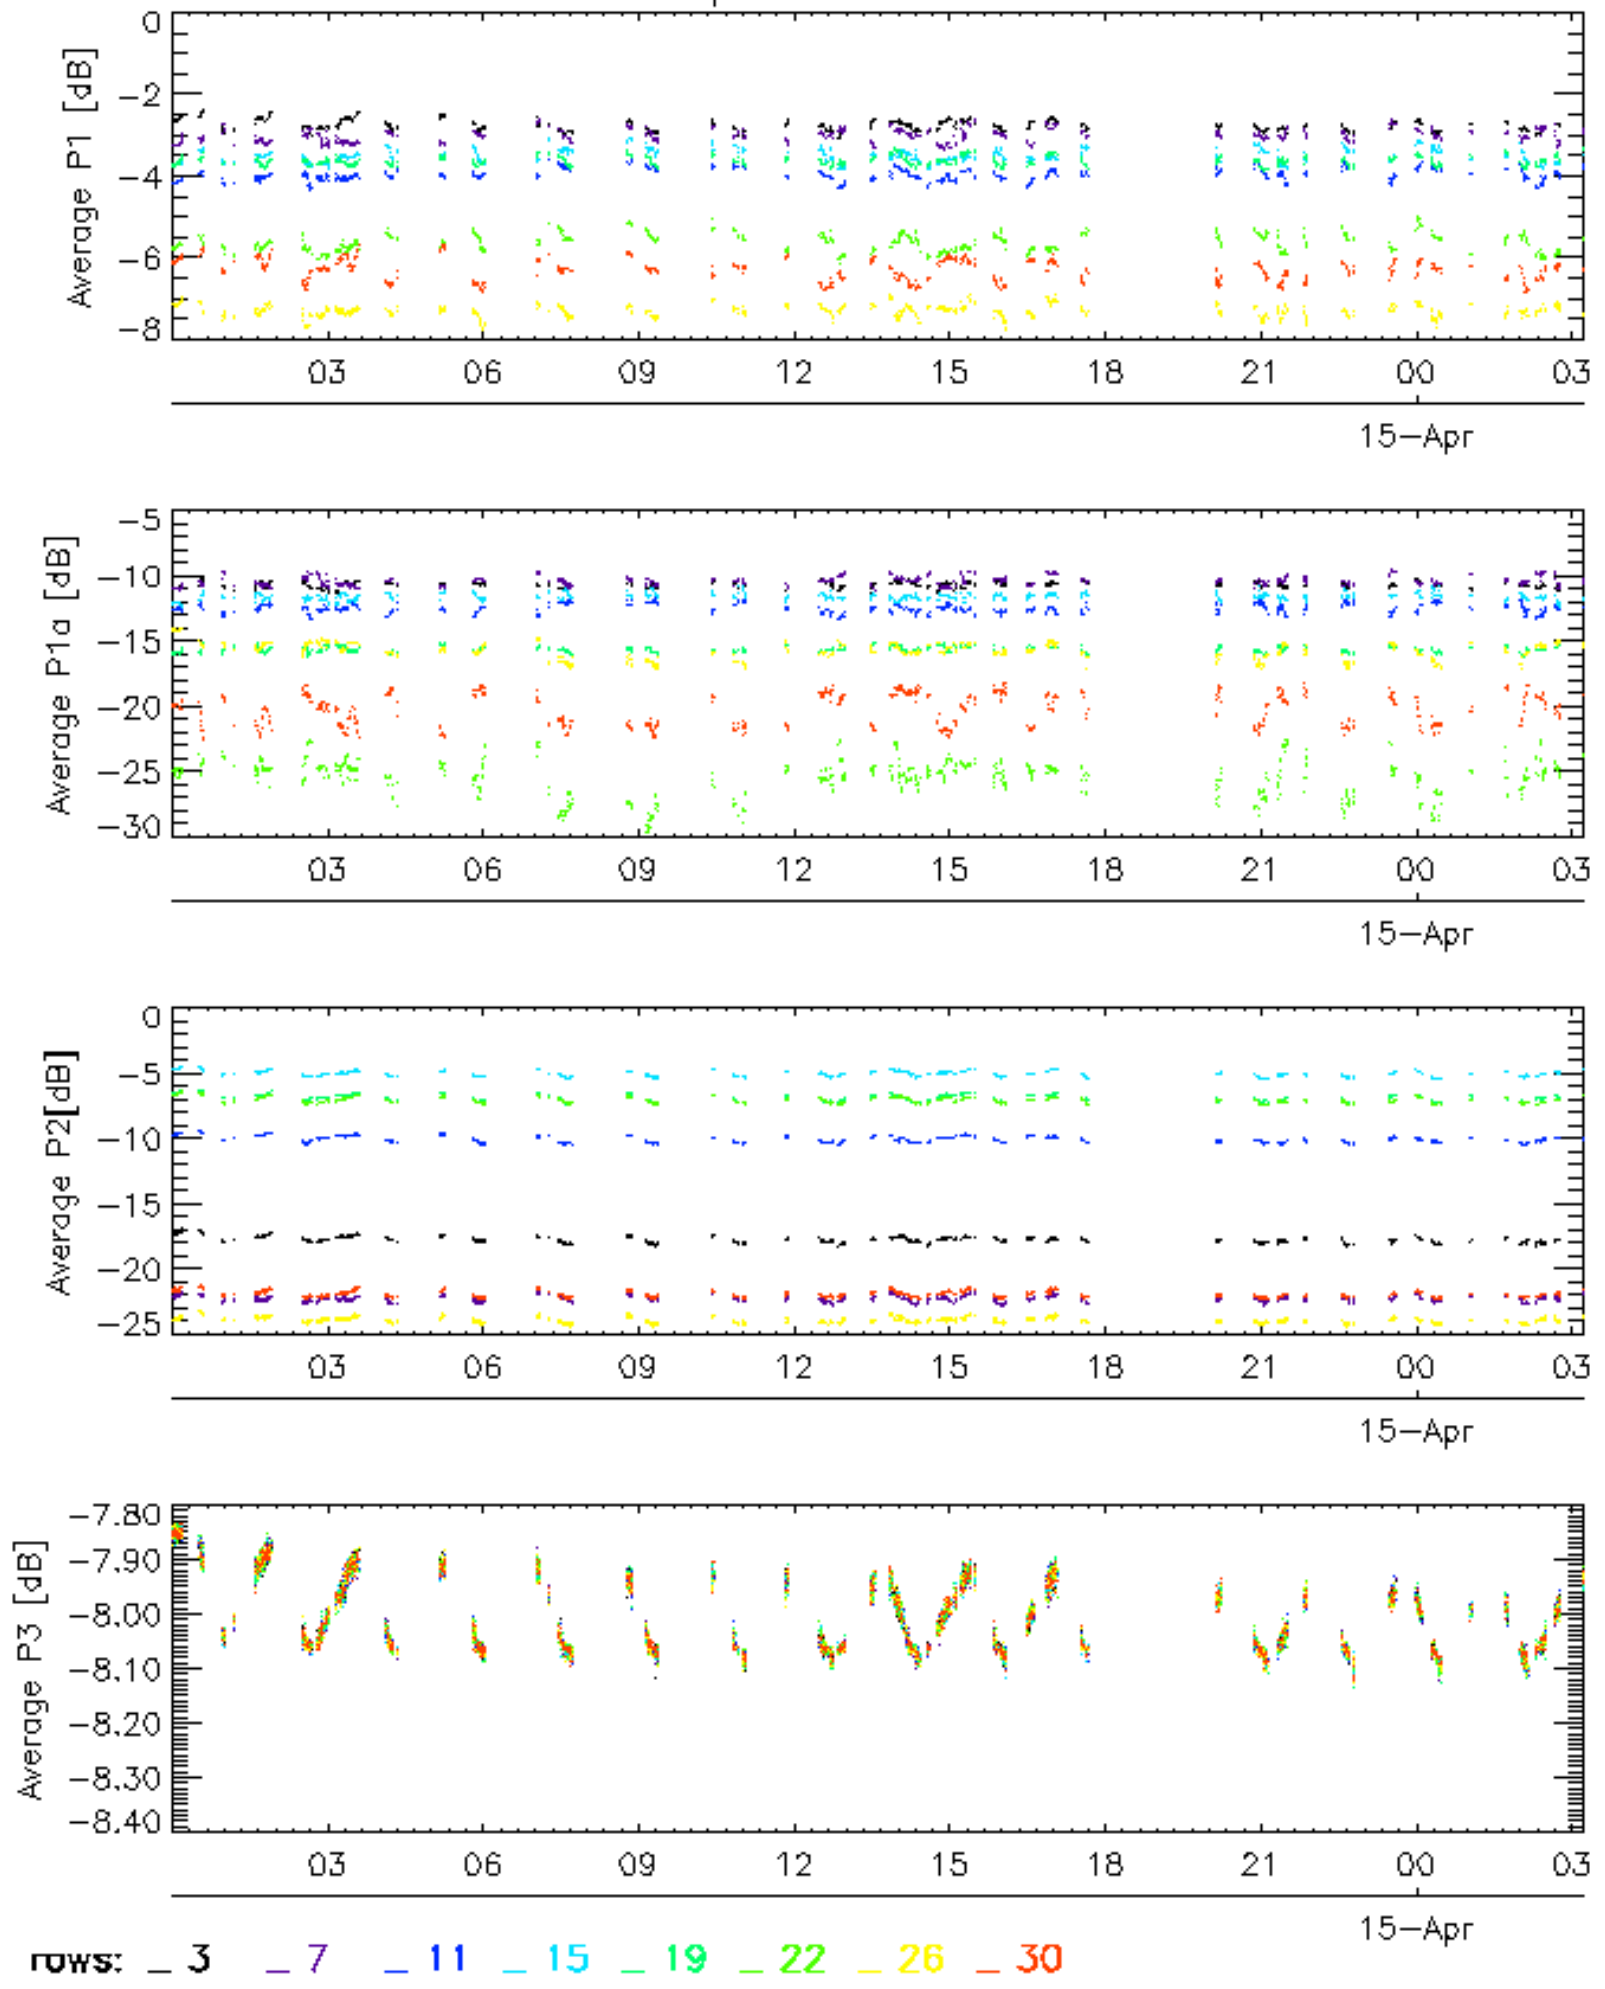 0
-2
-4
-6
-8
Average P1 [dB]
03 06 09 12 15 18 21 00 03
15-Apr
-5
-10
-15
-20
-25
-30
Average P1a [dB]
03 06 09 12 15 18 21 00 03
15-Apr
0
-5
-10
-15
-20
-25
Average P2[dB]
03 06 09 12 15 18 21 00 03
15-Apr
-7.80
-7.90
-8.00
-8.10
-8.20
-8.30
-8.40
Average P3 [dB]
03 06 09 12 15 18 21 00 03
15-Apr
rows: _ 3 _ 7 _ 11 _ 15 _ 19 _ 22 _ 26 _ 30